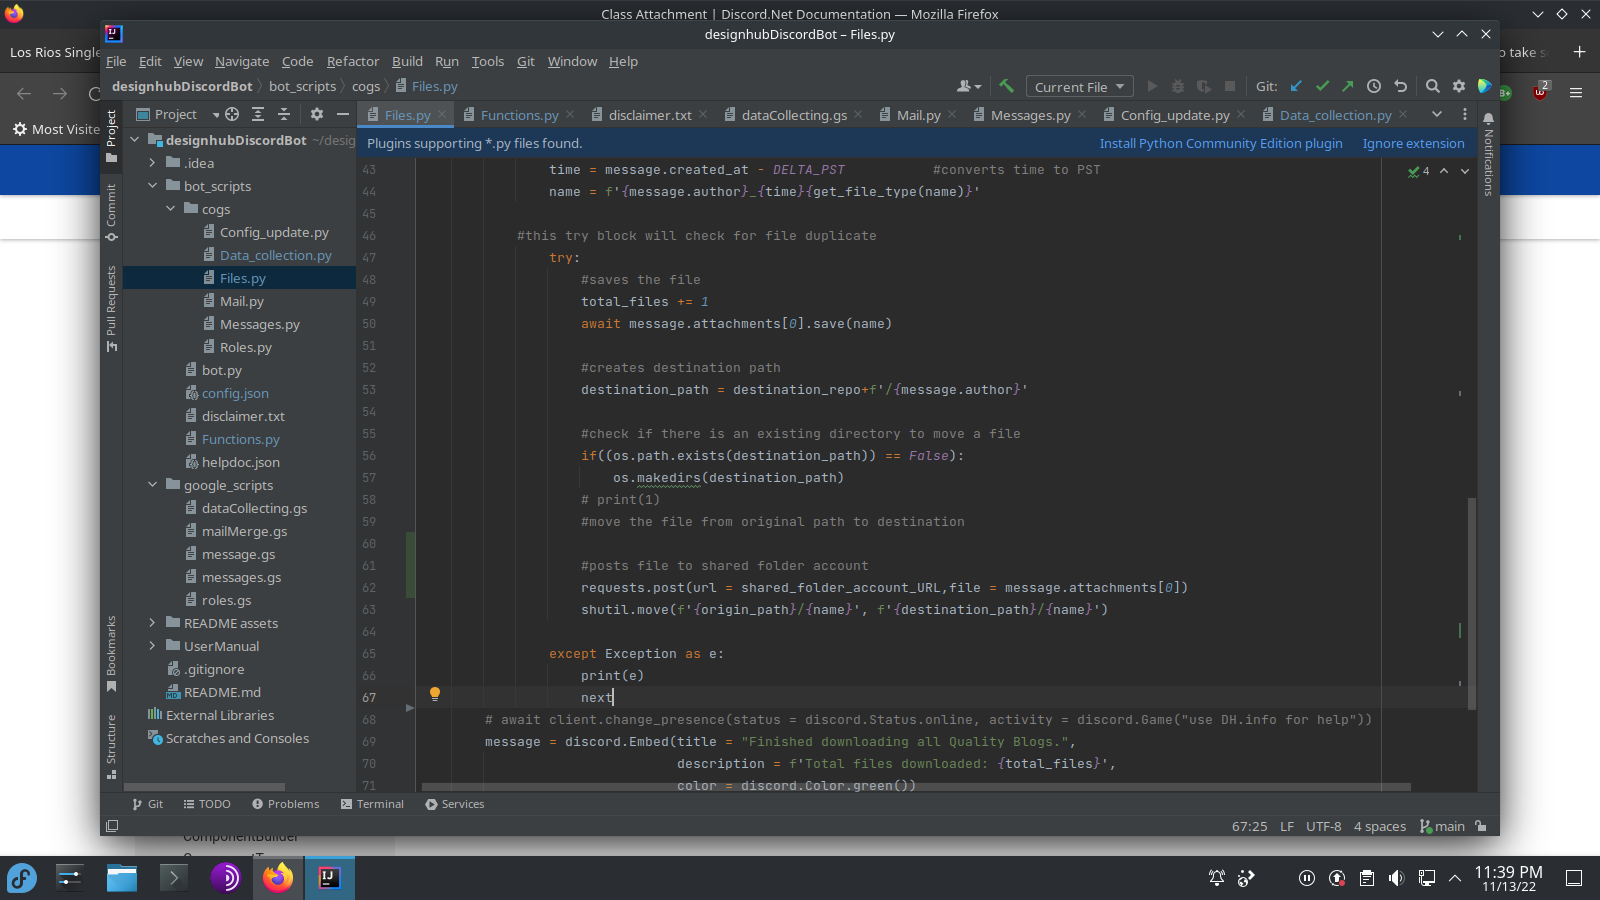 Class Attachment | Discord.Net Documentation — Mozilla Firefox
designhubDiscordBot – Files.py
Los Rios Single
to take s
File Edit View Navigate Code Refactor Build Run Tools Git Window Help
designhubDiscordBot bot_scripts cogs Files.py
Current File
Git:
2
Most Visite
Project
Files.py
Functions.py
disclaimer.txt
dataCollecting.gs
Mail.py
Messages.py
Config_update.py
Data_collection.py
Plugins supporting *.py files found.
Install Python Community Edition plugin
Ignore extension
Project
Commit
Pull Requests
Bookmarks
Structure
Notifications
designhubDiscordBot ~/desig
.idea
bot_scripts
cogs
Config_update.py
Data_collection.py
Files.py
Mail.py
Messages.py
Roles.py
bot.py
config.json
disclaimer.txt
Functions.py
helpdoc.json
google_scripts
dataCollecting.gs
mailMerge.gs
message.gs
messages.gs
roles.gs
README assets
UserManual
.gitignore
README.md
External Libraries
Scratches and Consoles
4
43 time = message.created_at - DELTA_PST #converts time to PST
44 name = f'{message.author}_{time}{get_file_type(name)}'
45
46 #this try block will check for file duplicate
47 try:
48 #saves the file
49 total_files += 1
50 await message.attachments[0].save(name)
51
52 #creates destination path
53 destination_path = destination_repo+f'/{message.author}'
54
55 #check if there is an existing directory to move a file
56 if((os.path.exists(destination_path)) == False):
57 os.makedirs(destination_path)
58 # print(1)
59 #move the file from original path to destination
60
61 #posts file to shared folder account
62 requests.post(url = shared_folder_account_URL,file = message.attachments[0])
63 shutil.move(f'{origin_path}/{name}', f'{destination_path}/{name}')
64
65 except Exception as e:
66 print(e)
67 next
68 # await client.change_presence(status = discord.Status.online, activity = discord.Game("use DH.info for help"))
69 message = discord.Embed(title = "Finished downloading all Quality Blogs.",
70 description = f'Total files downloaded: {total_files}',
71 color = discord.Color.green())
Git TODO Problems Terminal Services
67:25 LF UTF-8 4 spaces main
ComponentBuilder
11:39 PM
11/13/22